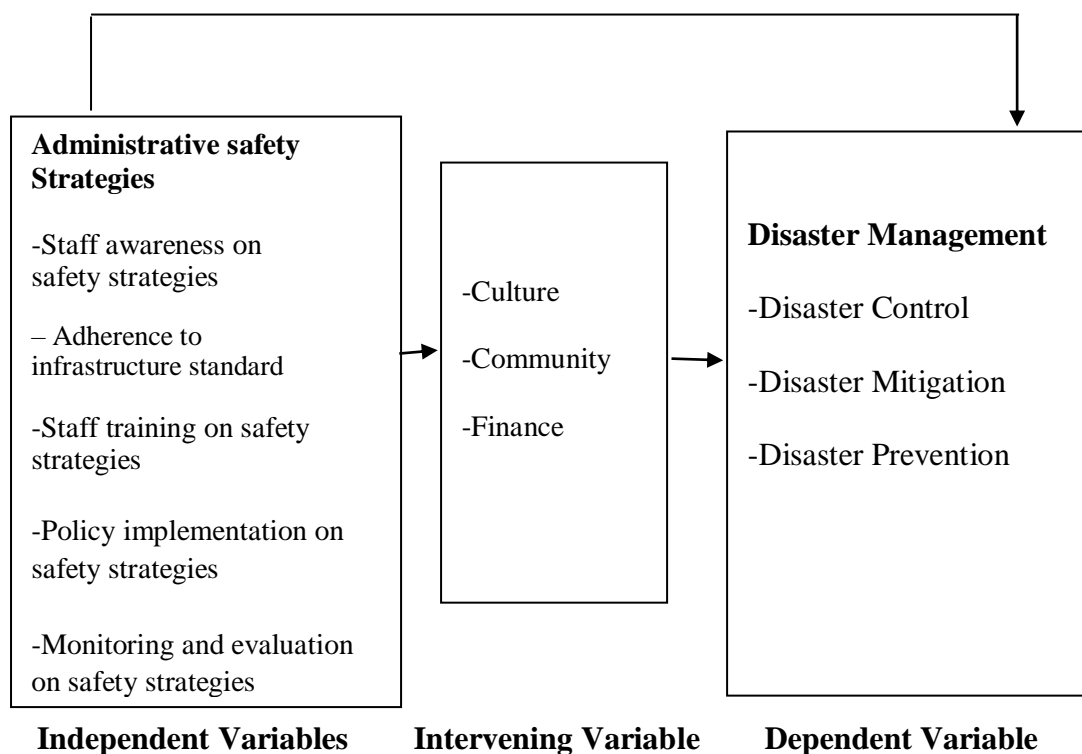 Administrative safety
Strategies
-Staff awareness on
safety strategies
– Adherence to
infrastructure standard
-Staff training on safety
strategies
-Policy implementation on
safety strategies
-Monitoring and evaluation
on safety strategies
-Culture
-Community
-Finance
Disaster Management
-Disaster Control
-Disaster Mitigation
-Disaster Prevention
Independent Variables
Intervening Variable
Dependent Variable